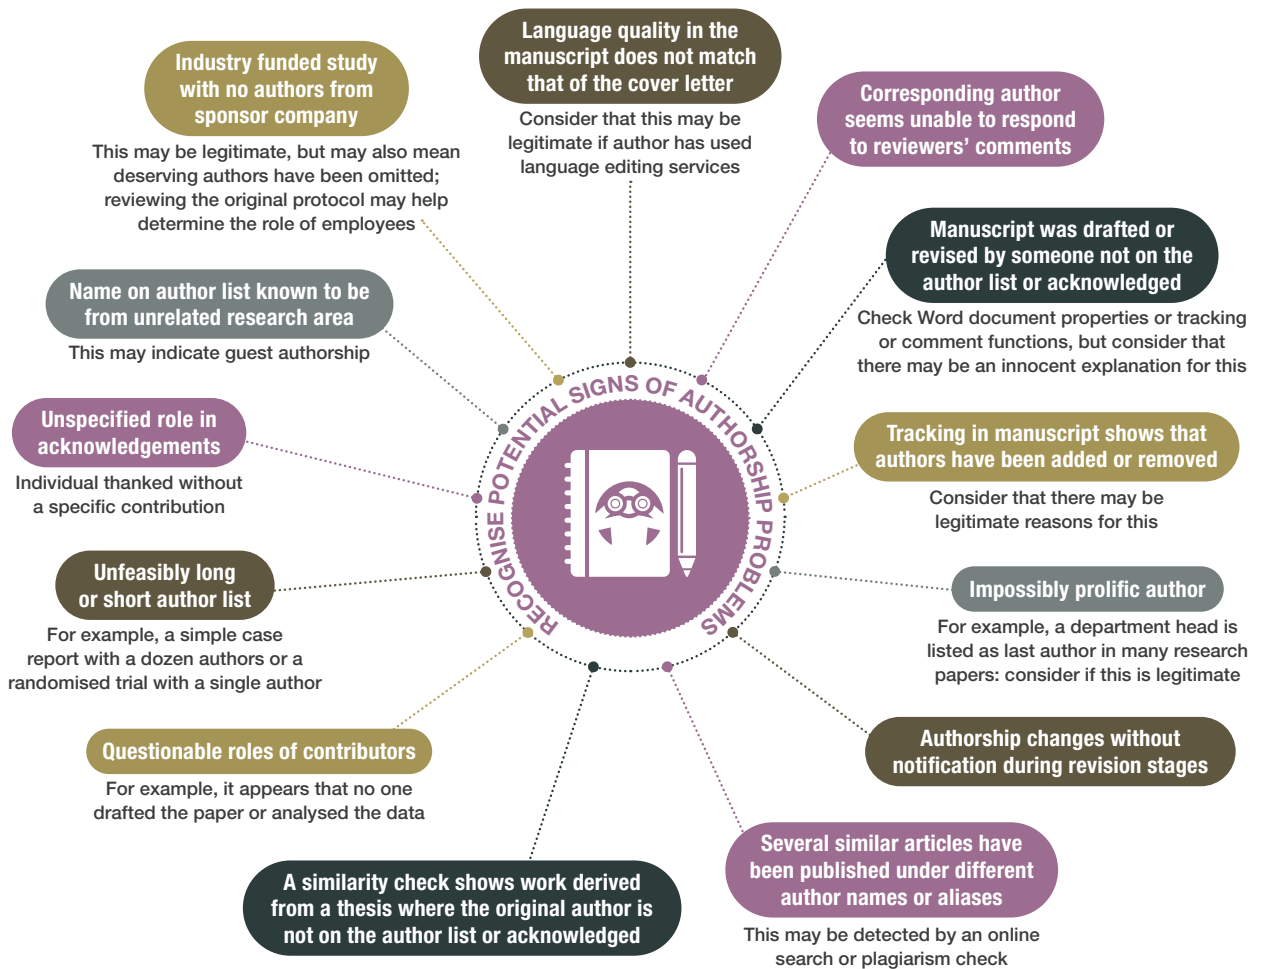 Language quality in the
manuscript does not match
that of the cover letter
Consider that this may be
legitimate if author has used
language editing services
Corresponding author
seems unable to respond
to reviewers’ comments
Manuscript was drafted or
revised by someone not on the
author list or acknowledged
Check Word document properties or tracking
or comment functions, but consider that
there may be an innocent explanation for this
Tracking in manuscript shows that
authors have been added or removed
Consider that there may be
legitimate reasons for this
Impossibly prolific author
For example, a department head is
listed as last author in many research
papers: consider if this is legitimate
Authorship changes without
notification during revision stages
Several similar articles have
been published under different
author names or aliases
This may be detected by an online
search or plagiarism check
A similarity check shows work derived
from a thesis where the original author is
not on the author list or acknowledged
Questionable roles of contributors
For example, it appears that no one
drafted the paper or analysed the data
Unfeasibly long
or short author list
For example, a simple case
report with a dozen authors or a
randomised trial with a single author
Unspecified role in
acknowledgements
Individual thanked without
a specific contribution
Name on author list known to be
from unrelated research area
This may indicate guest authorship
Industry funded study
with no authors from
sponsor company
This may be legitimate, but may also mean
deserving authors have been omitted;
reviewing the original protocol may help
determine the role of employees
RECOGNISE POTENTIAL SIGNS OF AUTHORSHIP PROBLEMS